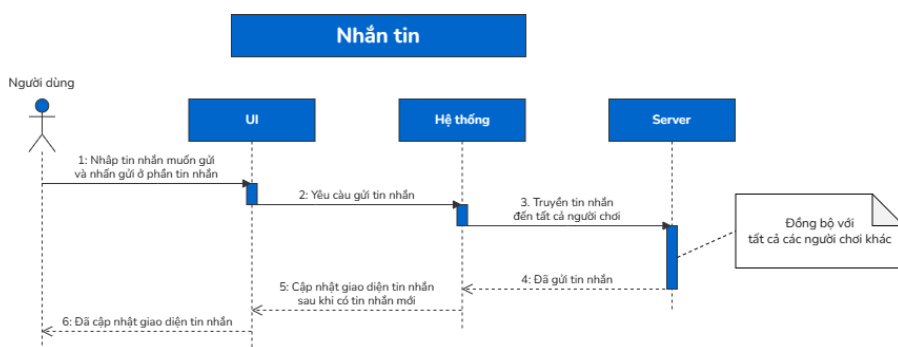 Nhắn tin
Người dùng
UI
Hệ thống
Server
1: Nhâp tin nhắn muốn gửi
và nhấn gửi ở phần tin nhắn
2: Yêu càu gửi tin nhắn
3. Truyền tin nhắn
đến tất cả người chơi
Đồng bộ với
tất cả các người chơi khác
4: Đã gửi tin nhắn
5: Cập nhật giao diện tin nhắn
sau khi có tin nhắn mới
6: Đã cập nhật giao diện tin nhắn